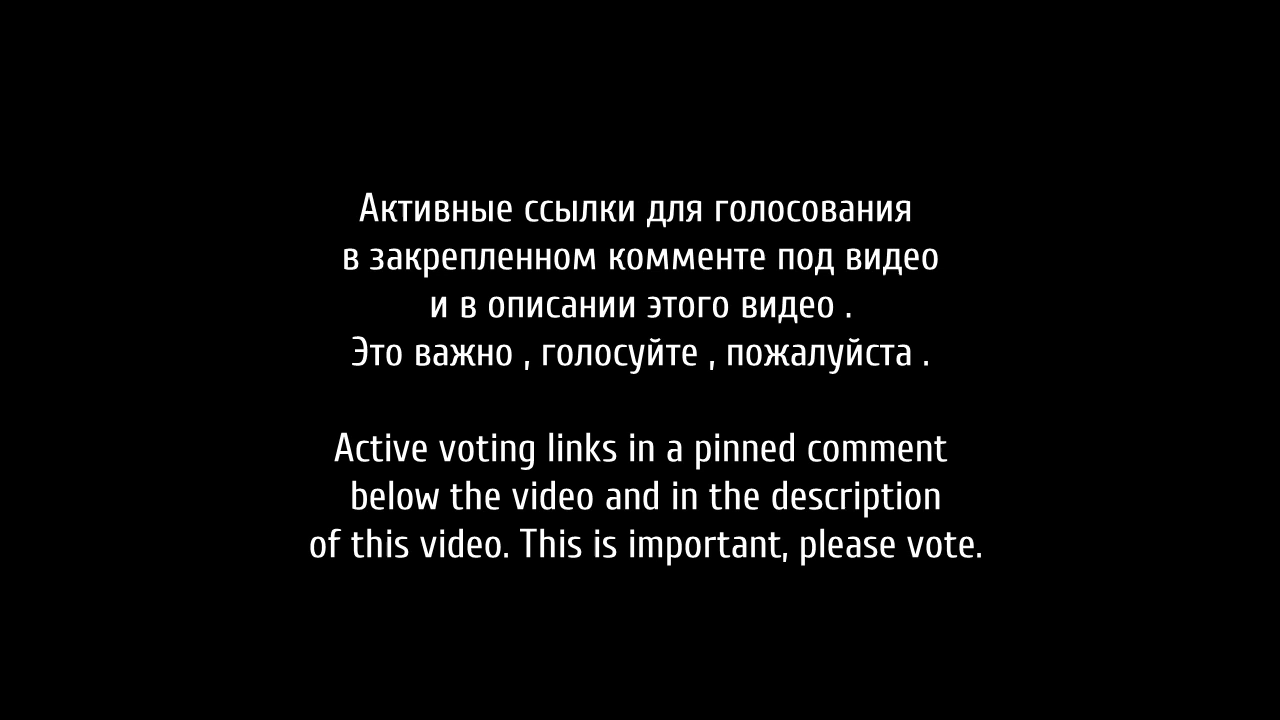 Активные ссылки для голосования
в закрепленном комменте под видео
и в описании этого видео .
Это важно , голосуйте , пожалуйста .
Active voting links in a pinned comment
below the video and in the description
of this video. This is important, please vote.